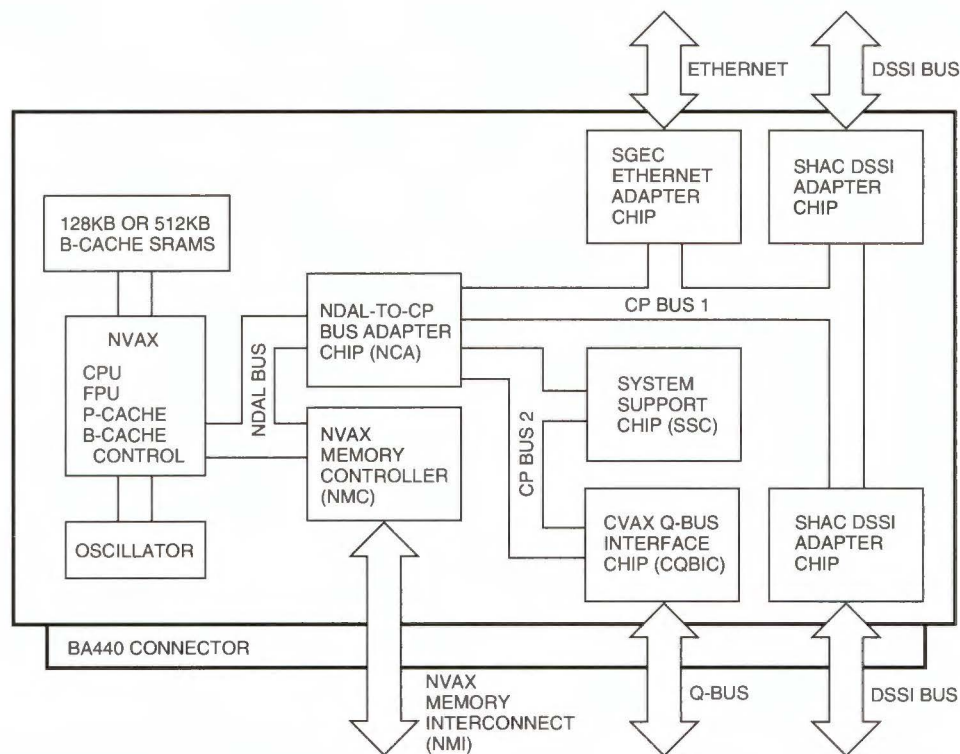 ETHERNET
DSSI BUS
SGEC
ETHERNET
ADAPTER
CHIP
SHAC DSSI
ADAPTER
CHIP
128KB OR 512KB
B-CACHE SRAMS
NVAX
CPU
FPU
P-CACHE
B-CACHE
CONTROL
OSCILLATOR
NDAL BUS
NDAL-TO-CP
BUS ADAPTER
CHIP (NCA)
NVAX
MEMORY
CONTROLLER
(NMC)
CP BUS 1
CP BUS 2
SYSTEM
SUPPORT
CHIP (SSC)
CVAX Q-BUS
INTERFACE
CHIP (CQBIC)
SHAC DSSI
ADAPTER
CHIP
BA440 CONNECTOR
NVAX
MEMORY
INTERCONNECT
(NMI)
Q-BUS
DSSI BUS